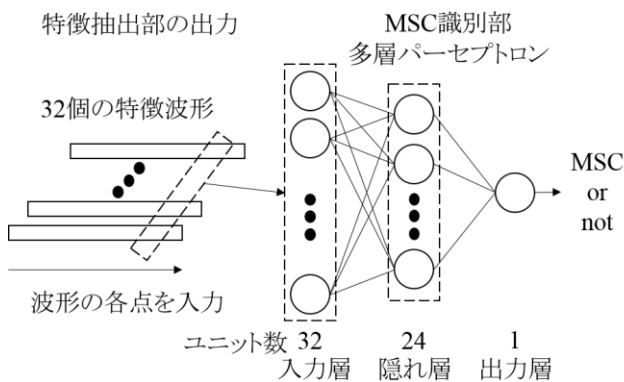 特徴抽出部の出力
MSC識別部
多層パーセプトロン
32個の特徴波形
MSC
or
not
波形の各点を入力
ユニット数 32 24 1
入力層 隠れ層 出力層